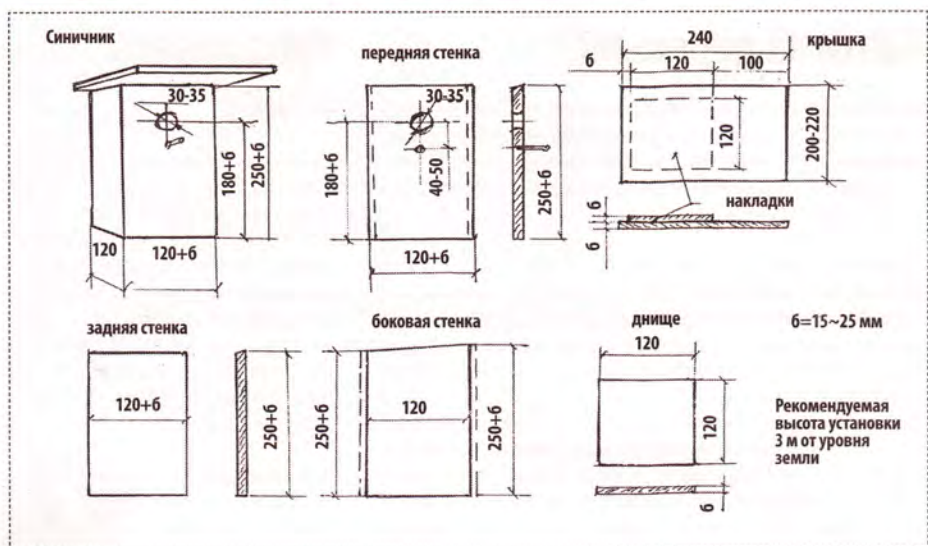 Синичник
30-35
180+б
250+б
120
120+б
передняя стенка
30-35
180+б
40-50
250+б
120+б
крышка
240
б
120
100
120
200-220
накладки
б
б
задняя стенка
120+б
250+б
боковая стенка
250+б
120
250+б
днище
120
120
б
б=15~25 мм
Рекомендуемая
высота установки
3 м от уровня
земли